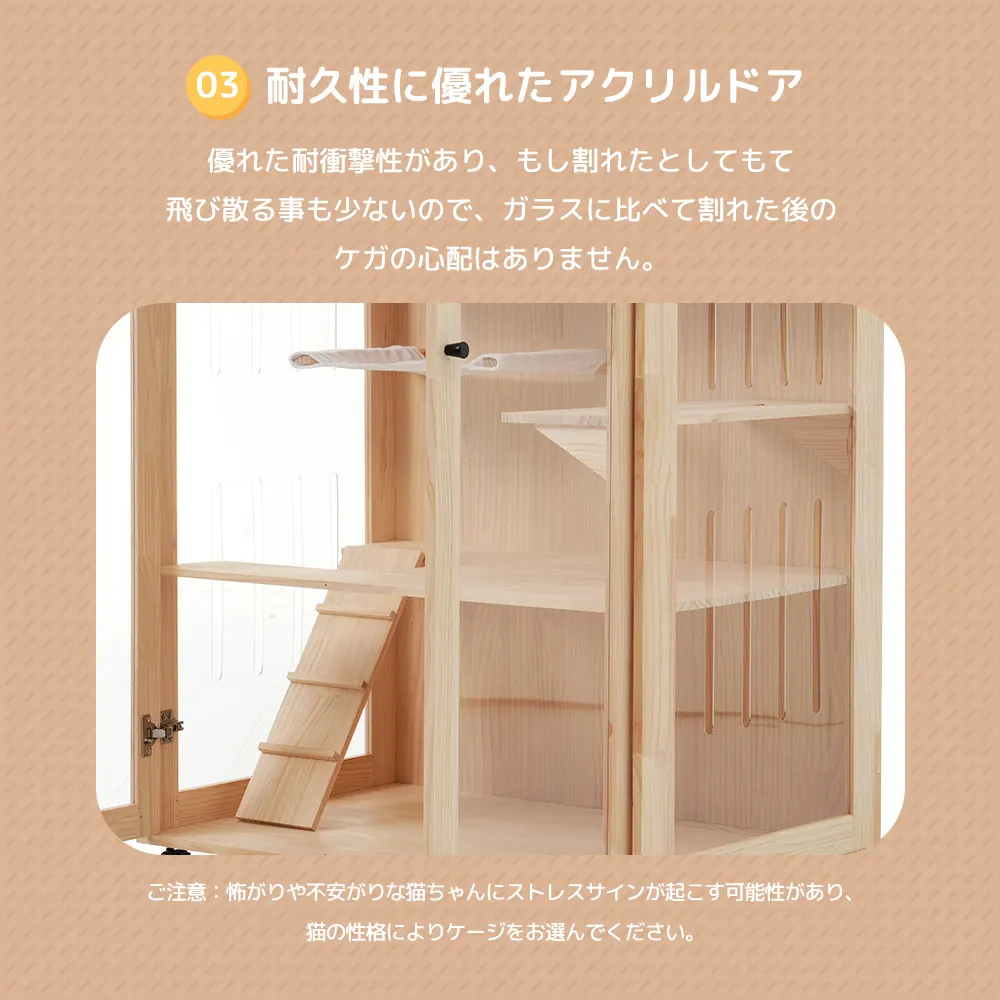 03 耐久性に優れたアクリルドア
優れた耐衝撃性があり、もし割れたとしてもて
飛び散る事も少ないので、ガラスに比べて割れた後の
ケガの心配はありません。
ご注意：怖がりや不安がりな猫ちゃんにストレスサインが起こす可能性があり、
猫の性格によりケージをお選んでください。